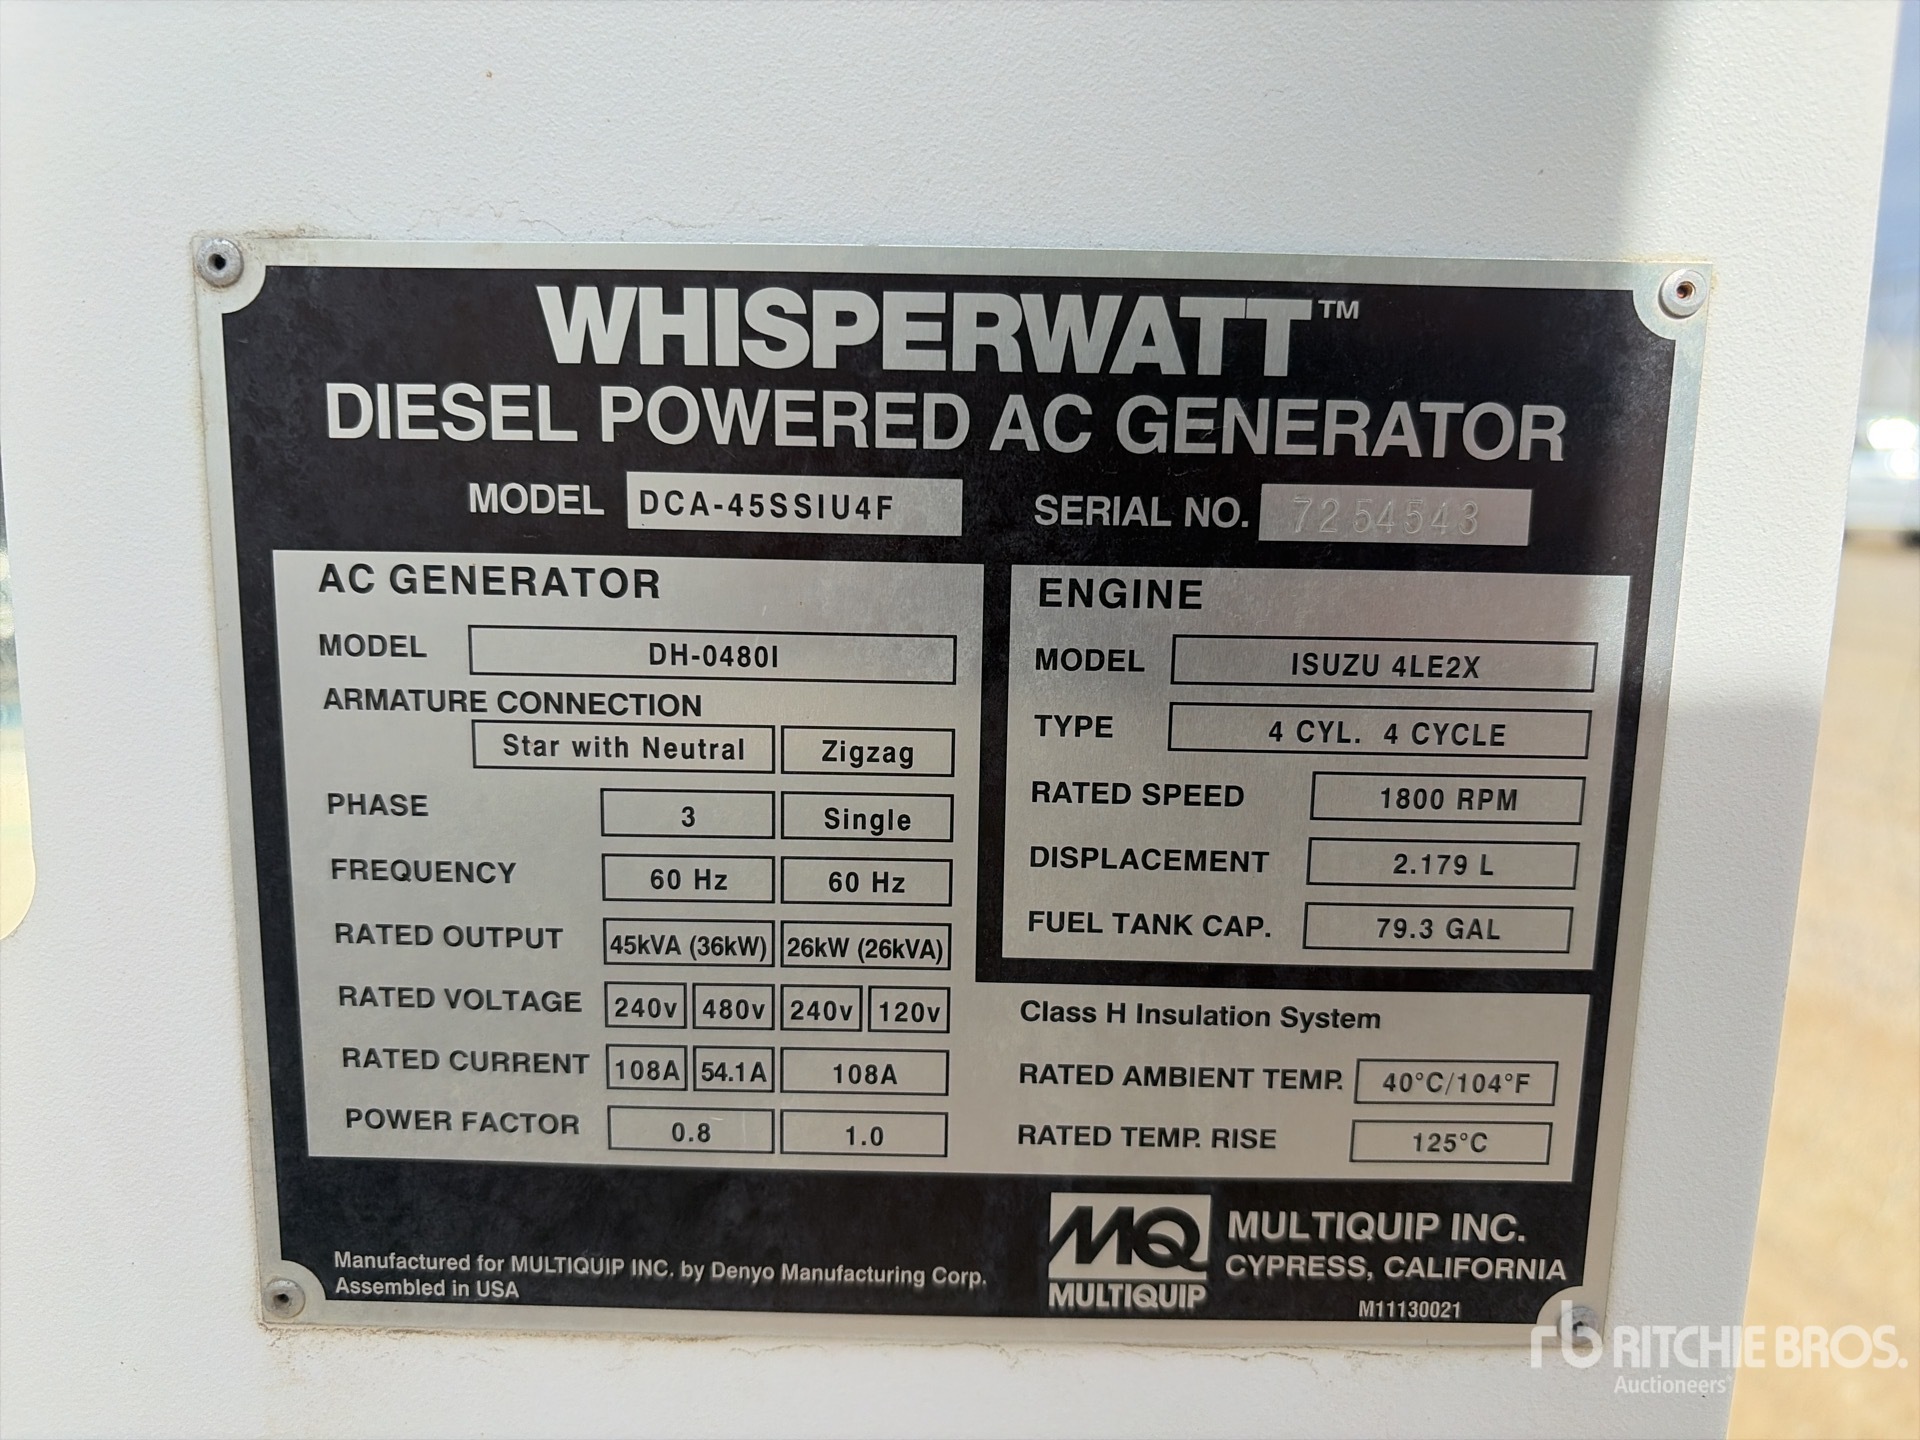 WHISPERWATT™
DIESEL POWERED AC GENERATOR
MODEL DCA-45SSIU4F
SERIAL NO. 7254543
AC GENERATOR
MODEL DH-0480I
ARMATURE CONNECTION
Star with Neutral Zigzag
PHASE 3 Single
FREQUENCY 60 Hz 60 Hz
RATED OUTPUT 45kVA (36kW) 26kW (26kVA)
RATED VOLTAGE 240v 480v 240v 120v
RATED CURRENT 108A 54.1A 108A
POWER FACTOR 0.8 1.0
ENGINE
MODEL ISUZU 4LE2X
TYPE 4 CYL. 4 CYCLE
RATED SPEED 1800 RPM
DISPLACEMENT 2.179 L
FUEL TANK CAP. 79.3 GAL
Class H Insulation System
RATED AMBIENT TEMP. 40°C/104°F
RATED TEMP. RISE 125°C
Manufactured for MULTIQUIP INC. by Denyo Manufacturing Corp.
Assembled in USA
MQ
MULTIQUIP
MULTIQUIP INC.
CYPRESS, CALIFORNIA
M11130021
rb RITCHIE BROS.
Auctioneers